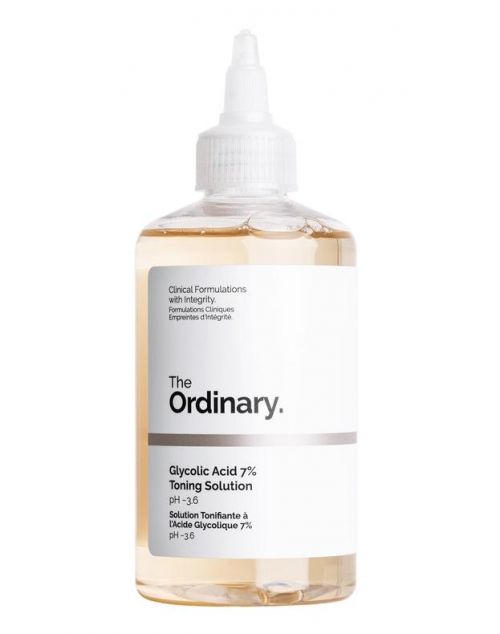 Clinical Formulations
with Integrity.
Formulations Cliniques
Empreintes d'Intégrité.
The
Ordinary.
Glycolic Acid 7%
Toning Solution
pH ~3.6
Solution Tonifiante à
l'Acide Glycolique 7%
pH ~3.6